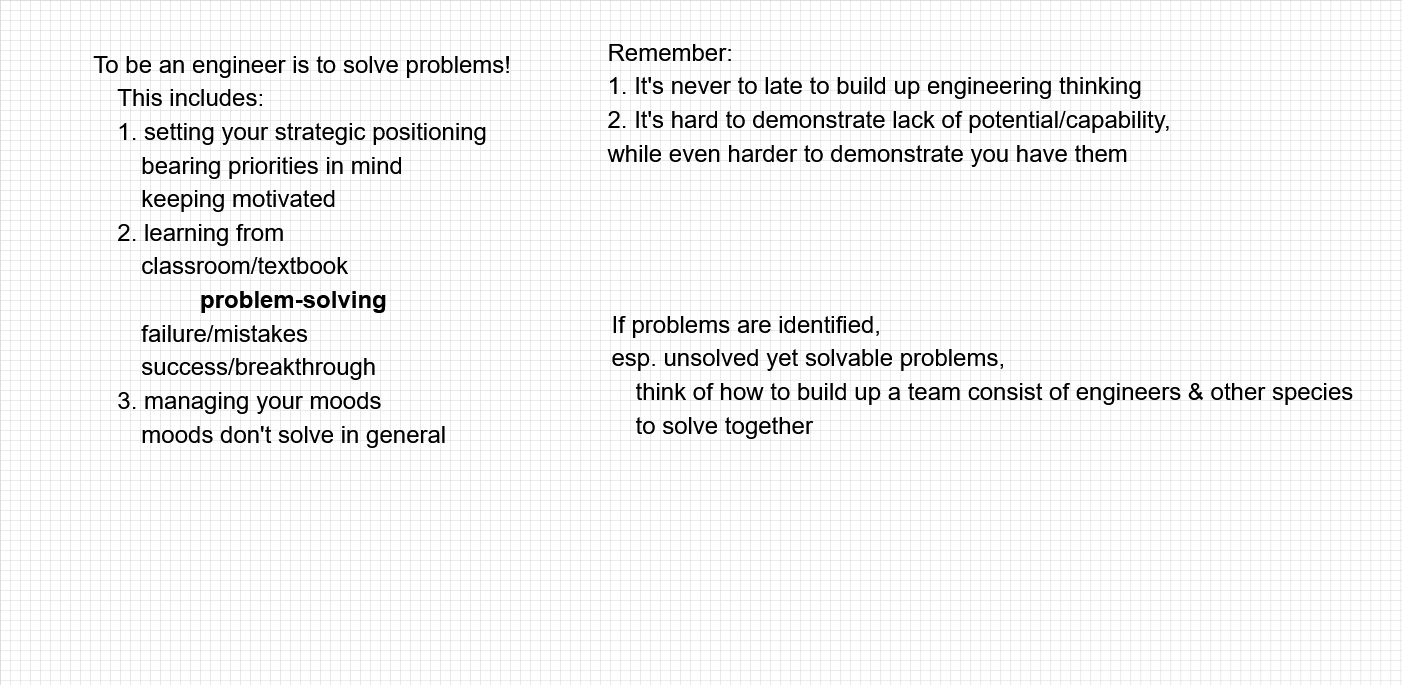 To be an engineer is to solve problems!
This includes:
1. setting your strategic positioning
bearing priorities in mind
keeping motivated
2. learning from
classroom/textbook
problem-solving
failure/mistakes
success/breakthrough
3. managing your moods
moods don't solve in general
Remember:
1. It's never to late to build up engineering thinking
2. It's hard to demonstrate lack of potential/capability,
while even harder to demonstrate you have them
If problems are identified,
esp. unsolved yet solvable problems,
think of how to build up a team consist of engineers & other species
to solve together